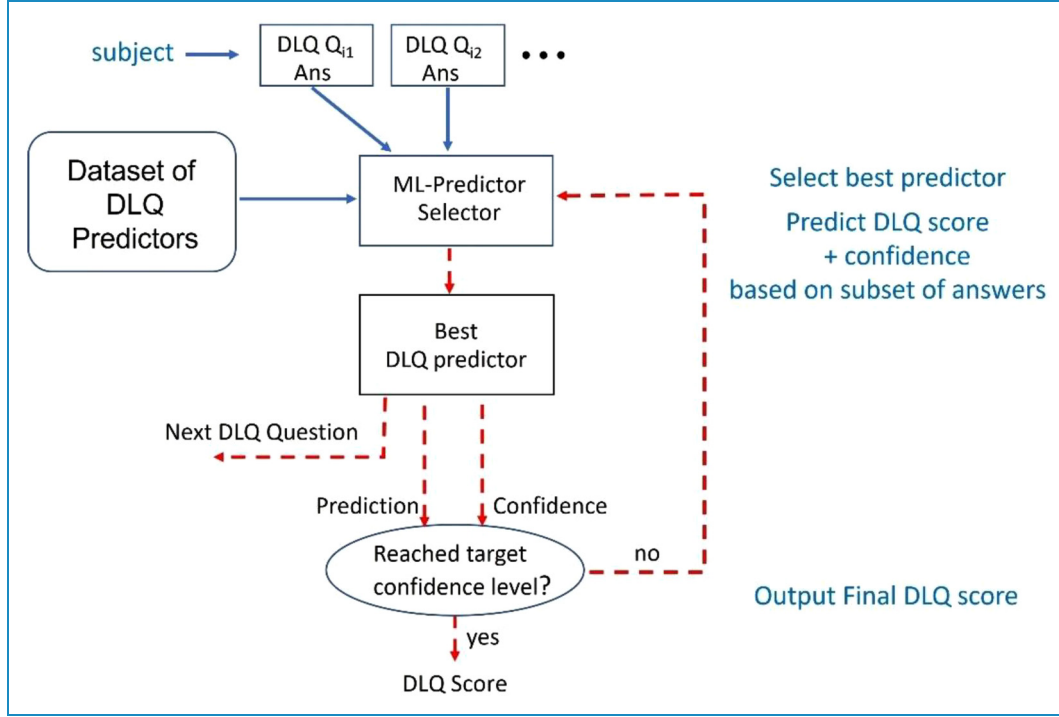 subject
DLQ Qi1
Ans
DLQ Qi2
Ans
Dataset of
DLQ
Predictors
ML-Predictor
Selector
Select best predictor
Predict DLQ score
+ confidence
based on subset of answers
Best
DLQ predictor
Next DLQ Question
Prediction
Confidence
Reached target
confidence level?
no
yes
Output Final DLQ score
DLQ Score